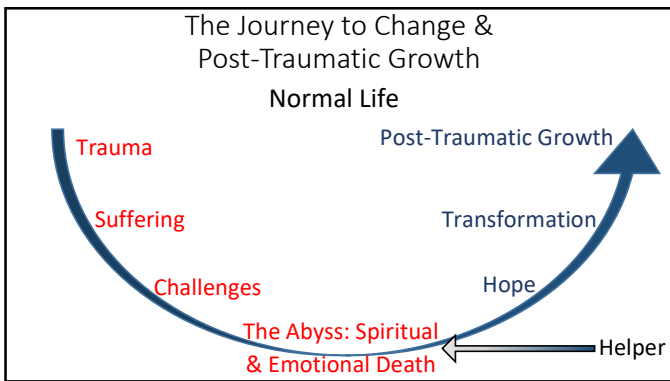 The Journey to Change &
Post-Traumatic Growth
Normal Life
Trauma
Post-Traumatic Growth
Suffering
Transformation
Challenges
Hope
The Abyss: Spiritual
& Emotional Death
Helper